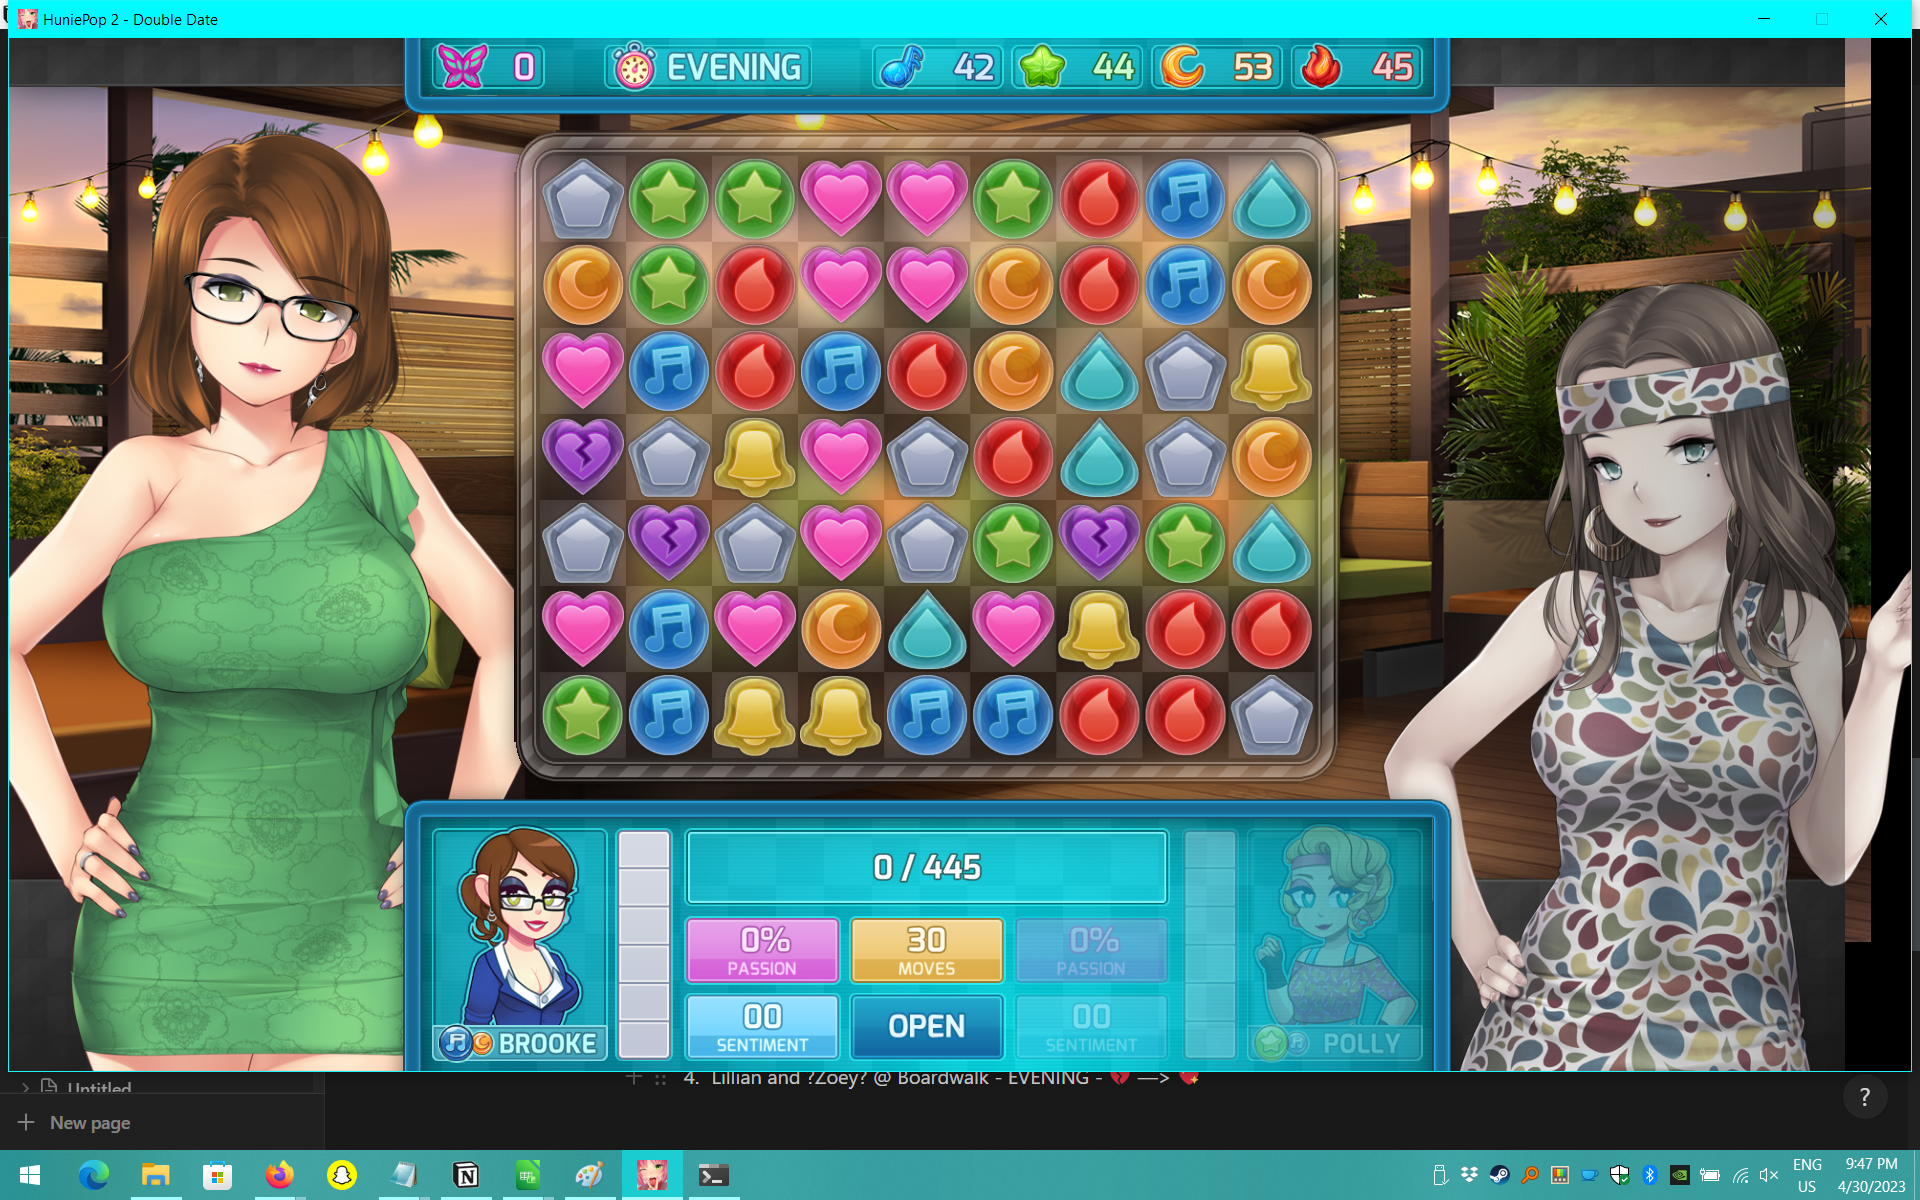 HuniePop 2 - Double Date
0
EVENING
42
44
53
45
0 / 445
0%
PASSION
30
MOVES
0%
PASSION
00
SENTIMENT
OPEN
00
SENTIMENT
BROOKE
POLLY
Untitled
4. Lillian and ?Zoey? @ Boardwalk - EVENING - 💔 —> 💖
New page
?
ENG
US
9:47 PM
4/30/2023